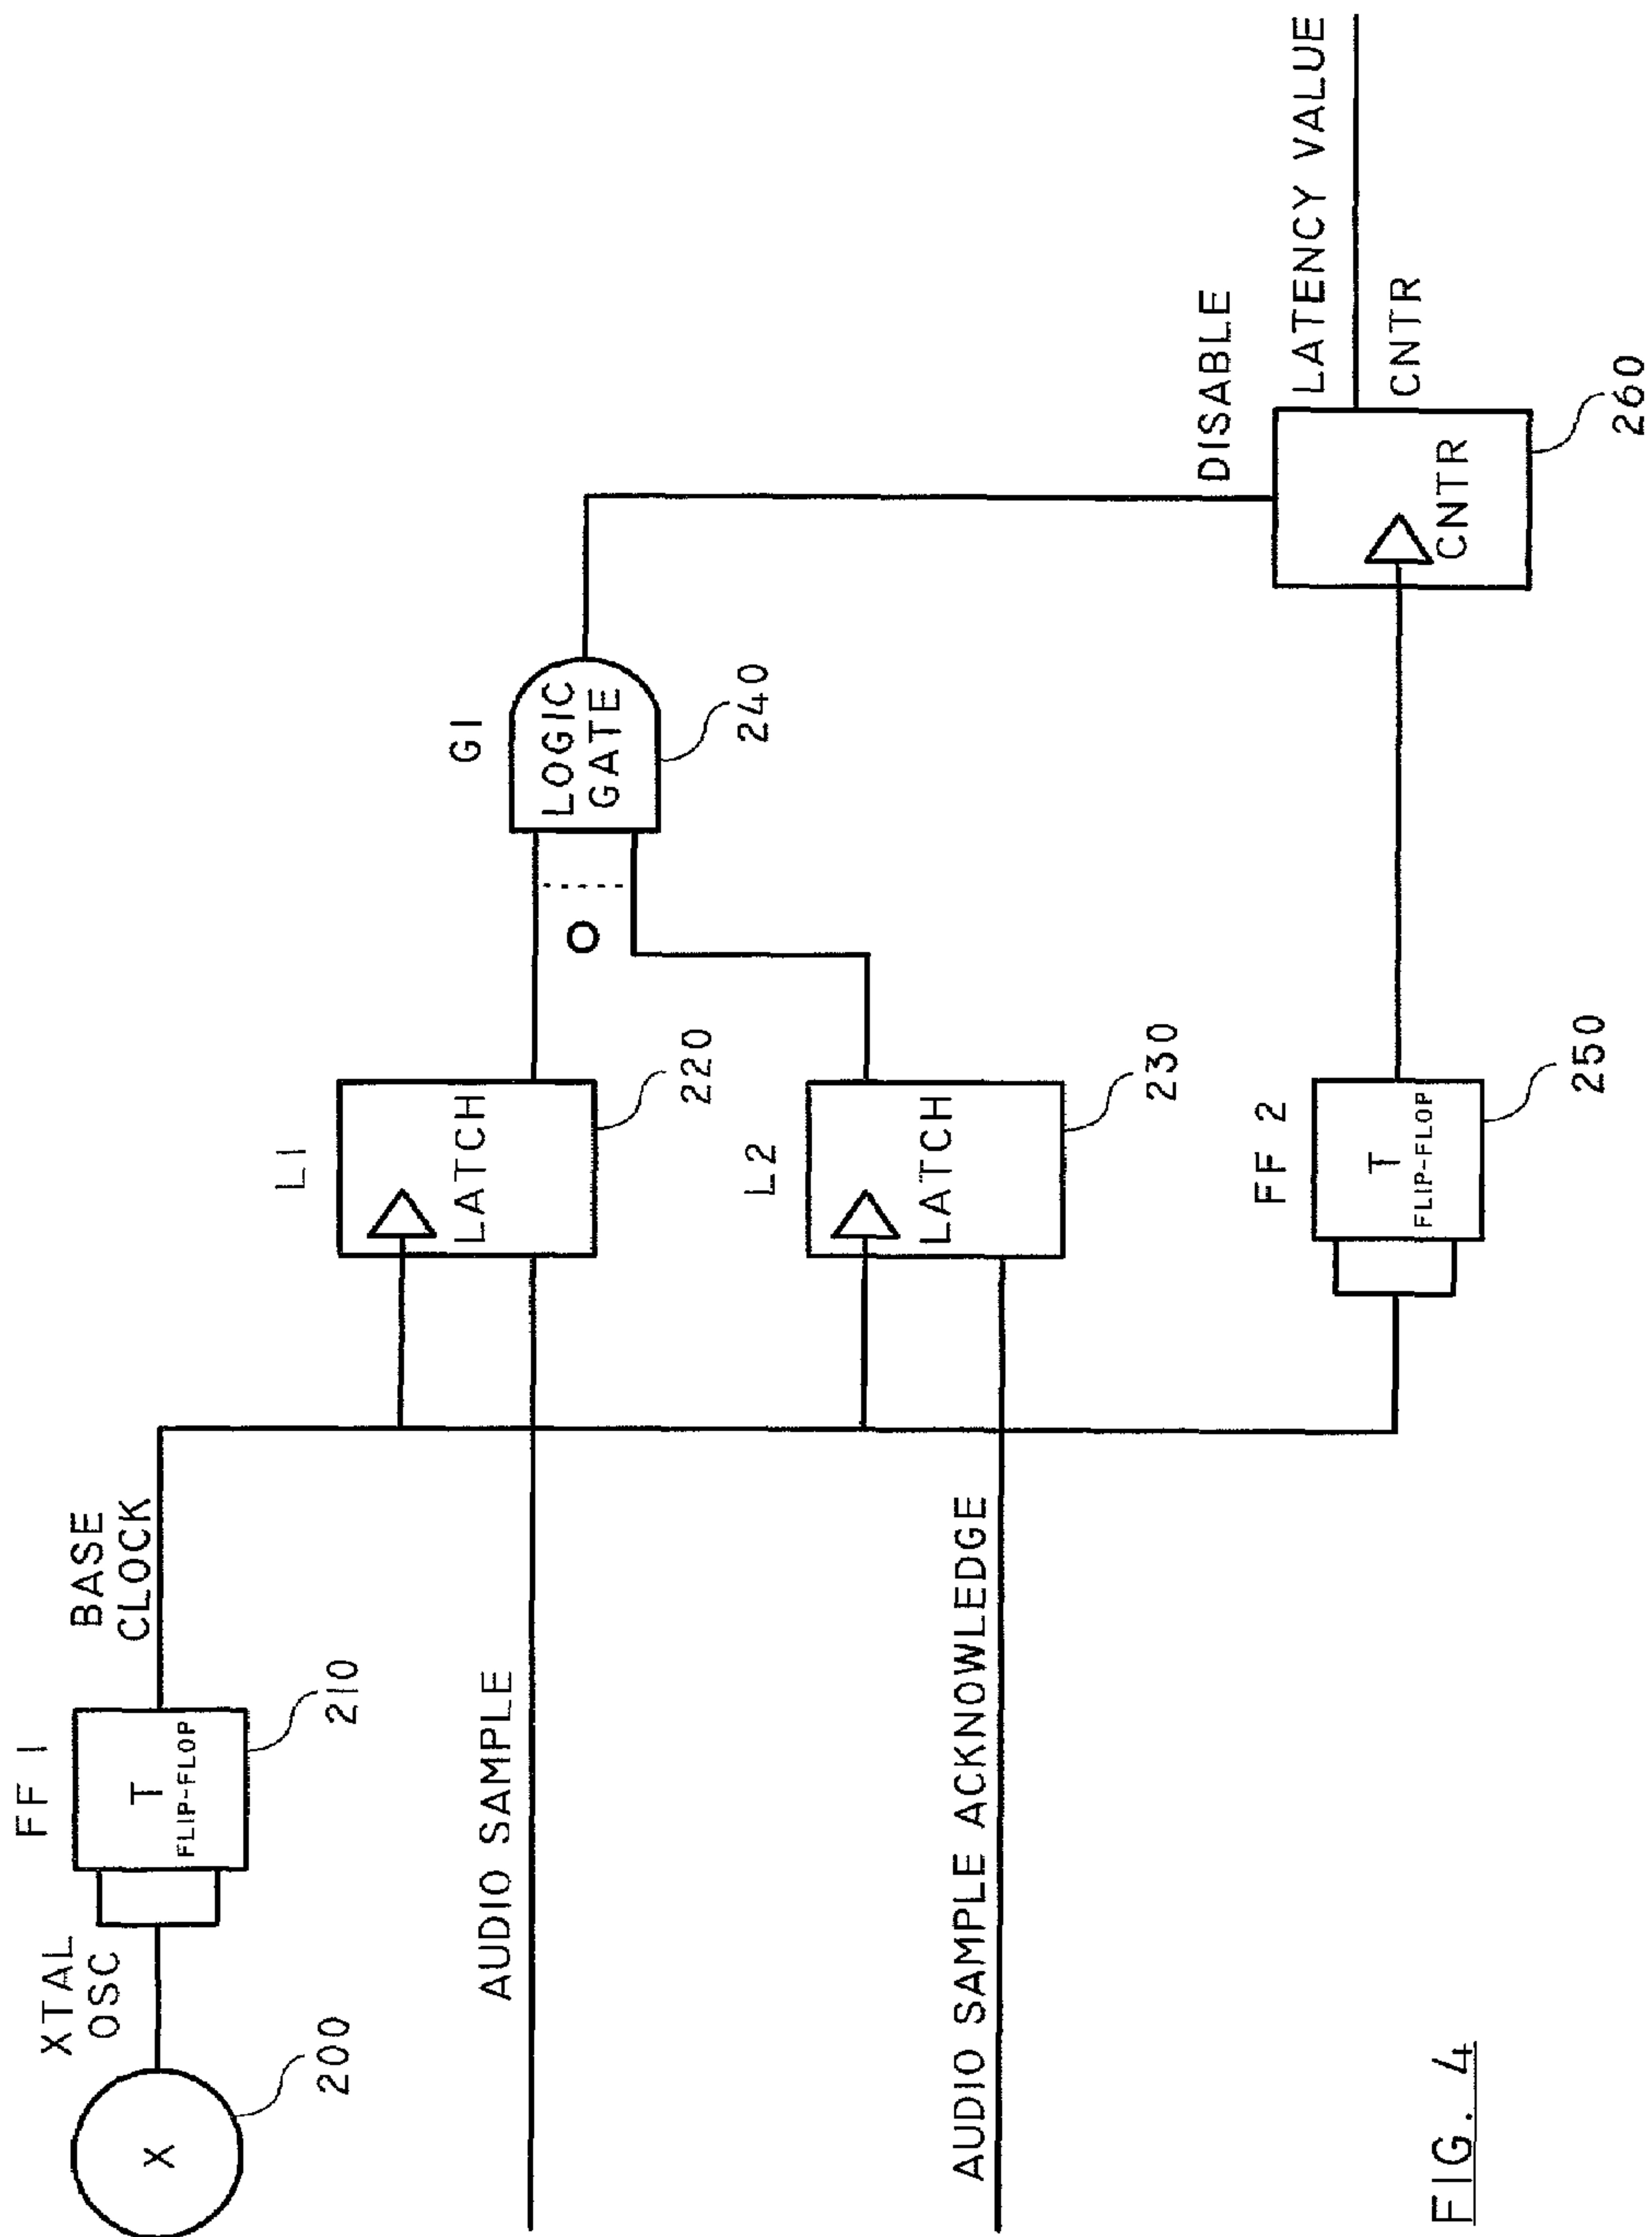 XTAL
OSC
X
200
FF 1
T
FLIP-FLOP
210
BASE
CLOCK
AUDIO SAMPLE
AUDIO SAMPLE ACKNOWLEDGE
L1
LATCH
220
L2
LATCH
230
FF 2
T
FLIP-FLOP
250
G1
LOGIC
GATE
240
DISABLE
LATENCY VALUE
CNTR
CNTR
260
FIG. 4